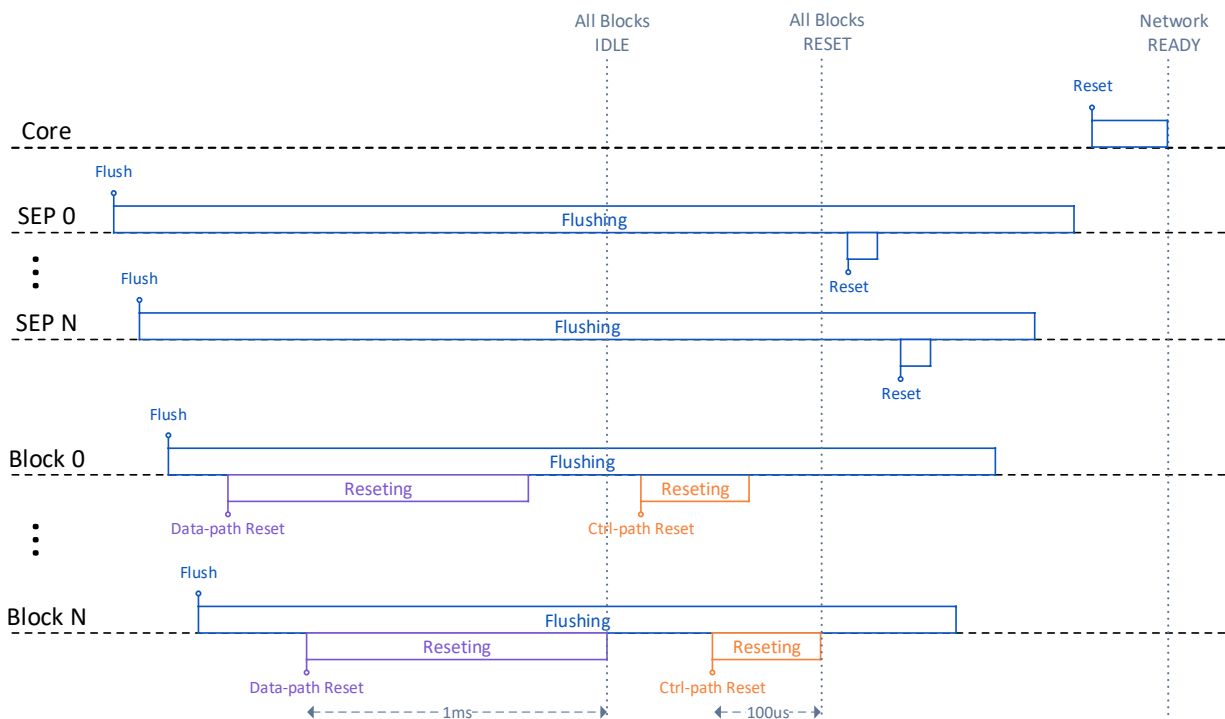 All Blocks
IDLE
All Blocks
RESET
Network
READY
Reset
Core
Flush
SEP 0
Flushing
Reset
Flush
SEP N
Flushing
Reset
Flush
Block 0
Flushing
Reseting
Reseting
Data-path Reset
Ctrl-path Reset
Flush
Block N
Flushing
Reseting
Reseting
Data-path Reset
Ctrl-path Reset
1ms
100us